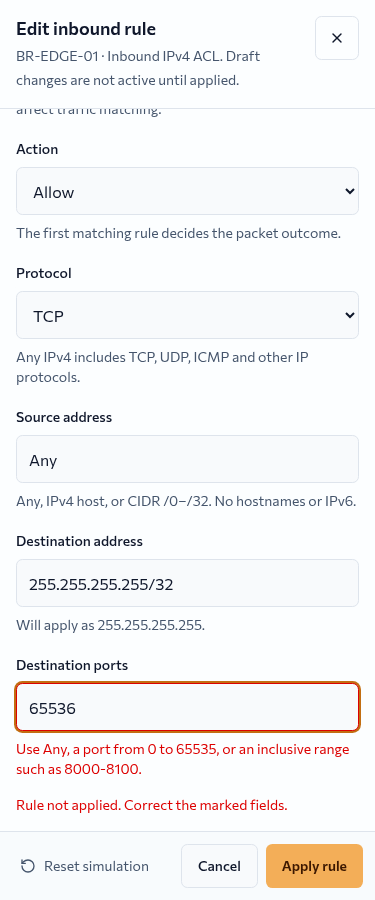 Edit inbound rule
BR-EDGE-01 · Inbound IPv4 ACL. Draft
changes are not active until applied.
affect traffic matching.
Action
Allow
The first matching rule decides the packet outcome.
Protocol
TCP
Any IPv4 includes TCP, UDP, ICMP and other IP
protocols.
Source address
Any
Any, IPv4 host, or CIDR /0–/32. No hostnames or IPv6.
Destination address
255.255.255.255/32
Will apply as 255.255.255.255.
Destination ports
65536
Use Any, a port from 0 to 65535, or an inclusive range
such as 8000-8100.
Rule not applied. Correct the marked fields.
Reset simulation
Cancel
Apply rule